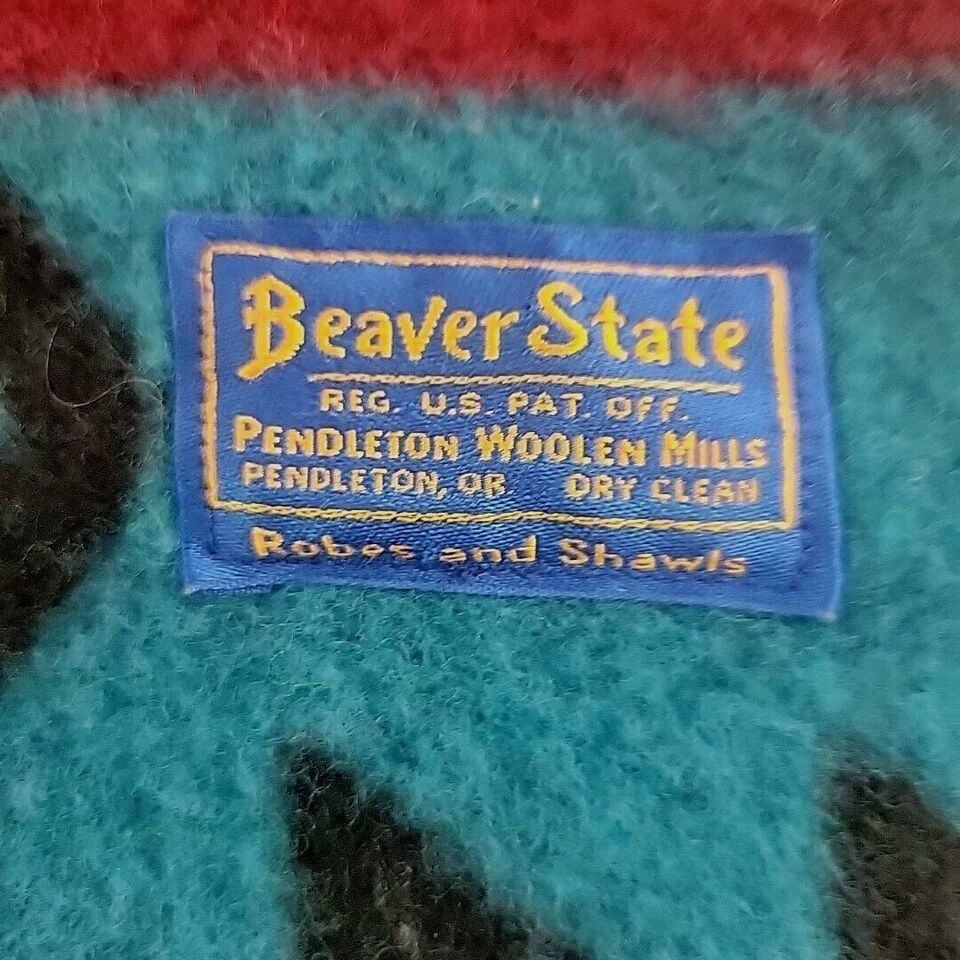 Beaver State
REG. U.S. PAT. OFF.
PENDLETON WOOLEN MILLS
PENDLETON, OR. DRY CLEAN
Robes and Shawls